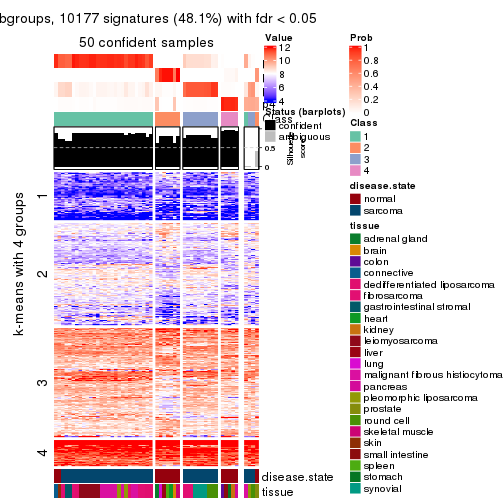 bgroups, 10177 signatures (48.1%) with fdr < 0.05
50 confident samples
k-means with 4 groups
1
2
3
4
Value
12
10
8
6
4
Status (barplots)
confident
ambiguous
Class
0.5
0
Silhouette
score
disease.state
tissue
Prob
1
0.8
0.6
0.4
0.2
0
Class
1
2
3
4
disease.state
normal
sarcoma
tissue
adrenal gland
brain
colon
connective
dedifferentiated liposarcoma
fibrosarcoma
gastrointestinal stromal
heart
kidney
leiomyosarcoma
liver
lung
malignant fibrous histiocytoma
pancreas
pleomorphic liposarcoma
prostate
round cell
skeletal muscle
skin
small intestine
spleen
stomach
synovial